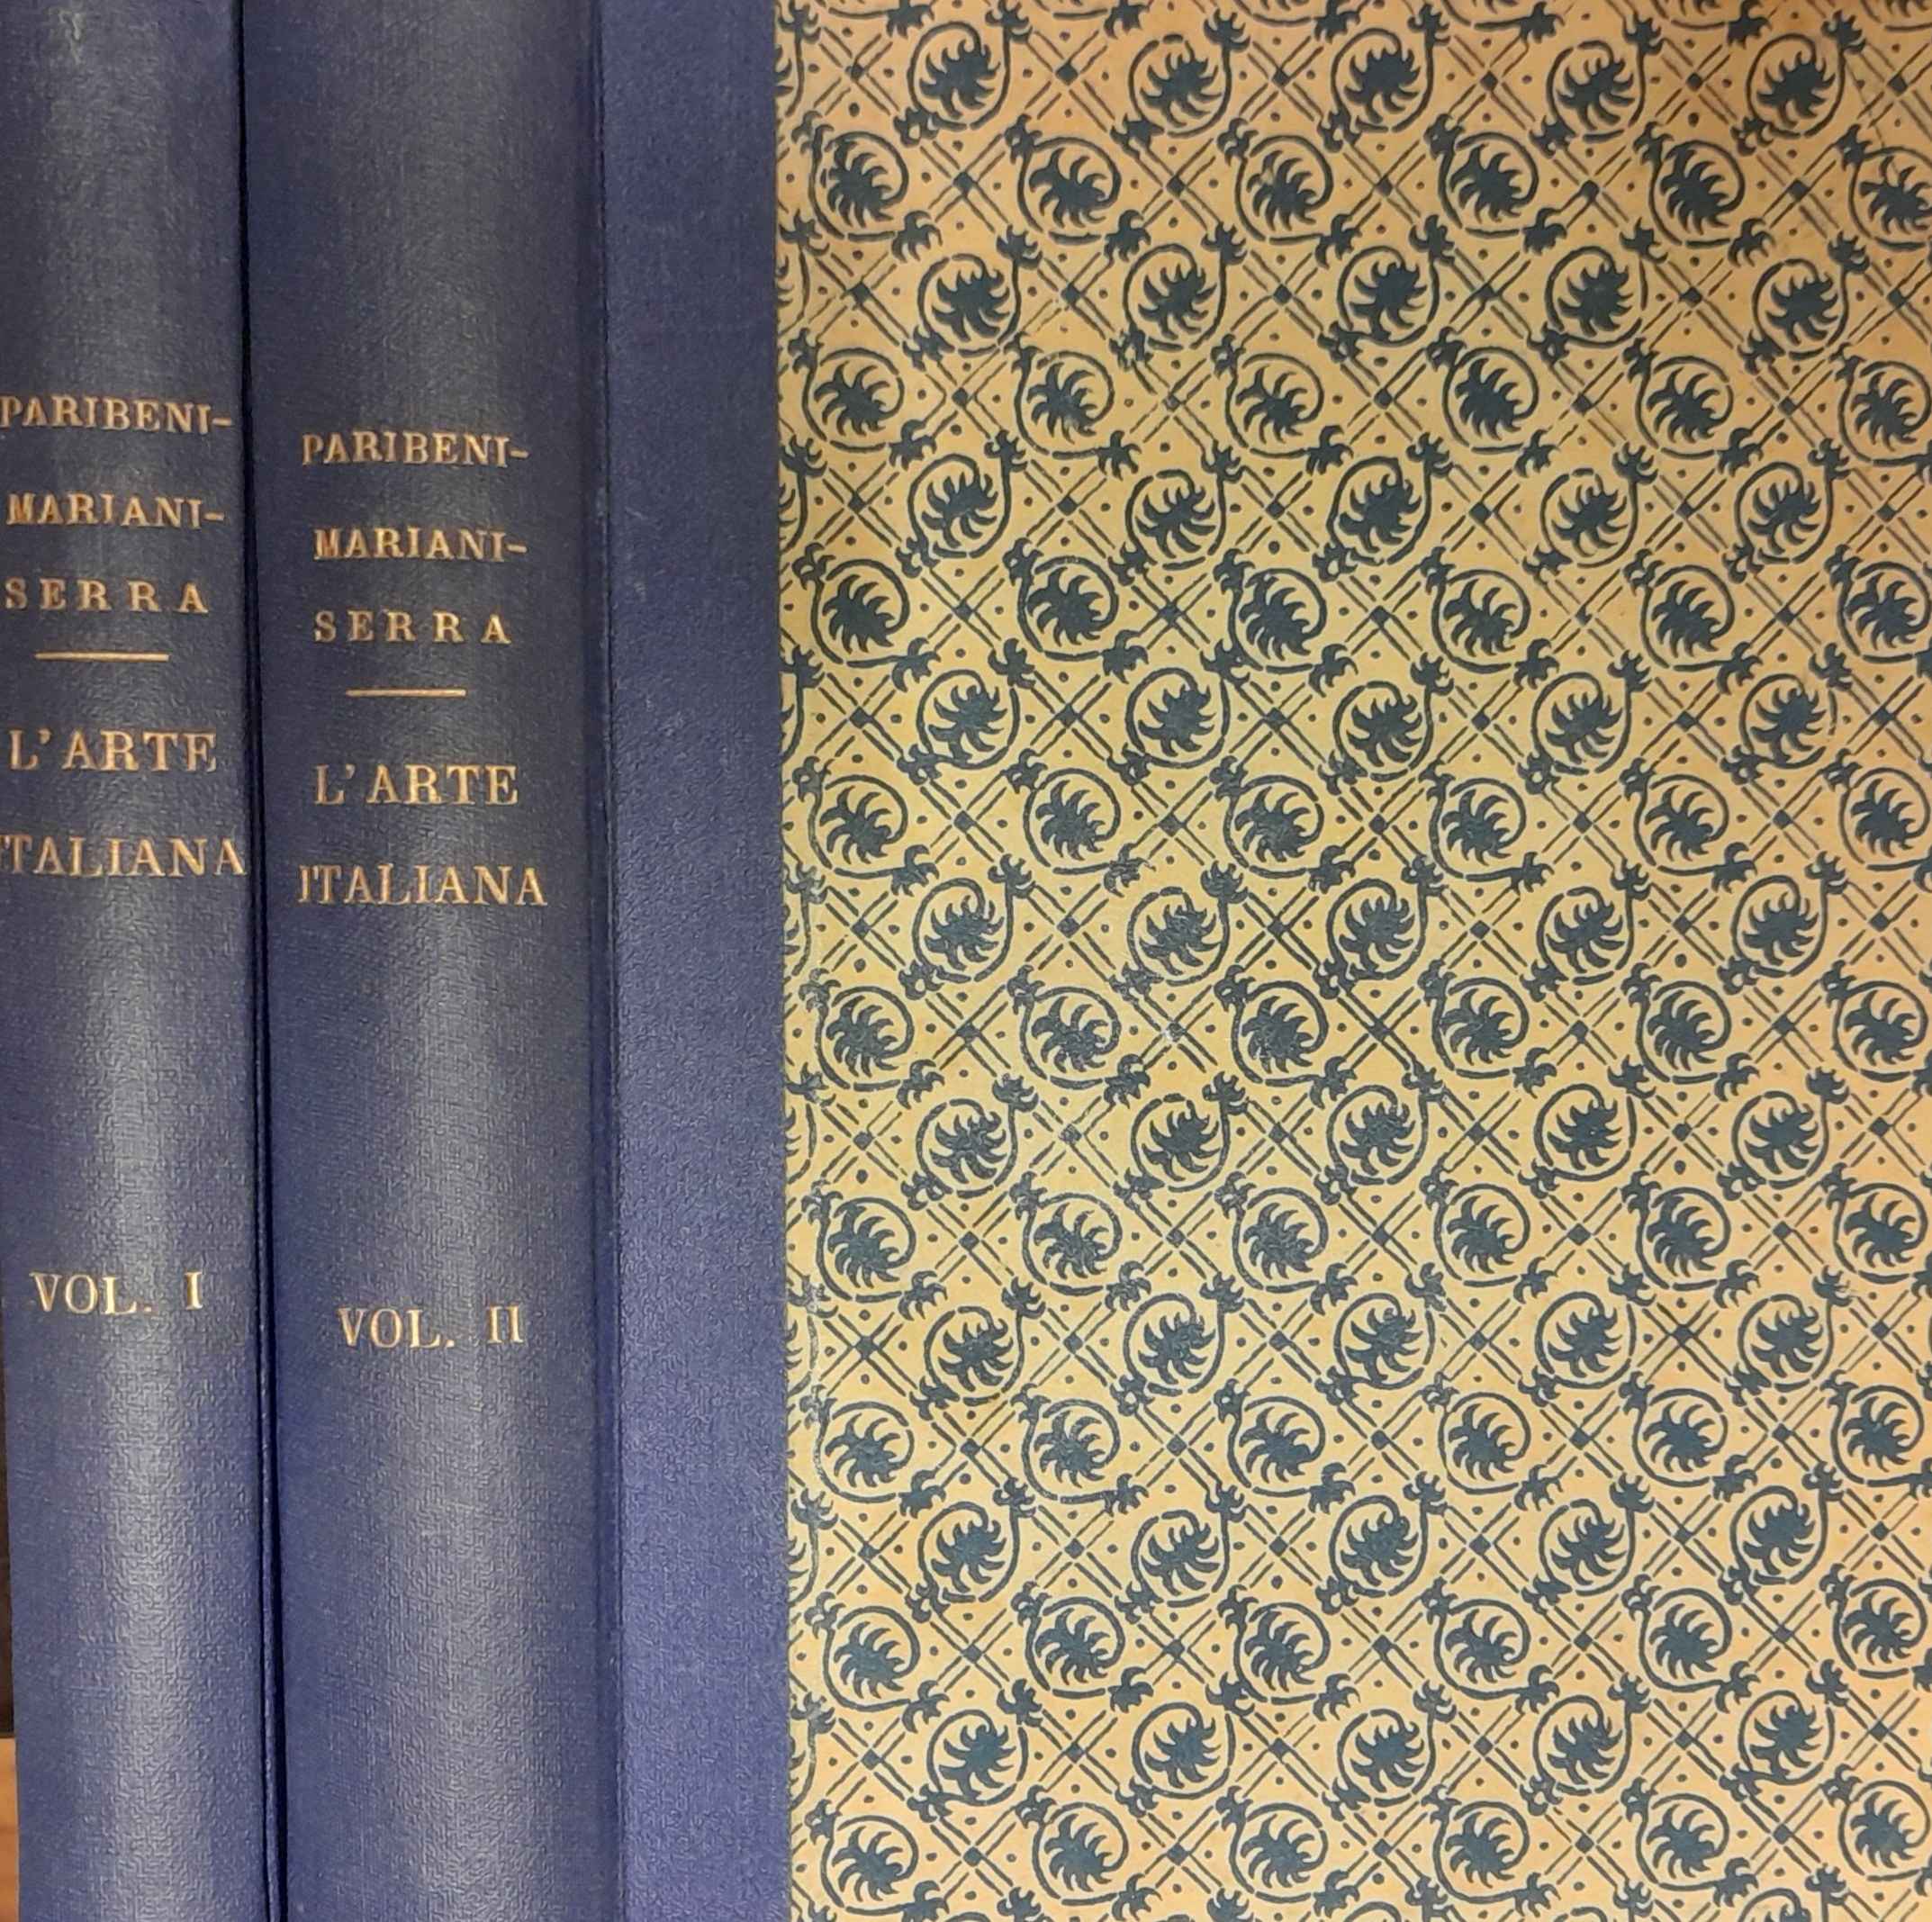 PARIBENI-
MARIANI-
SERRA
L'ARTE
ITALIANA
VOL. I
PARIBENI-
MARIANI-
SERRA
L'ARTE
ITALIANA
VOL. II